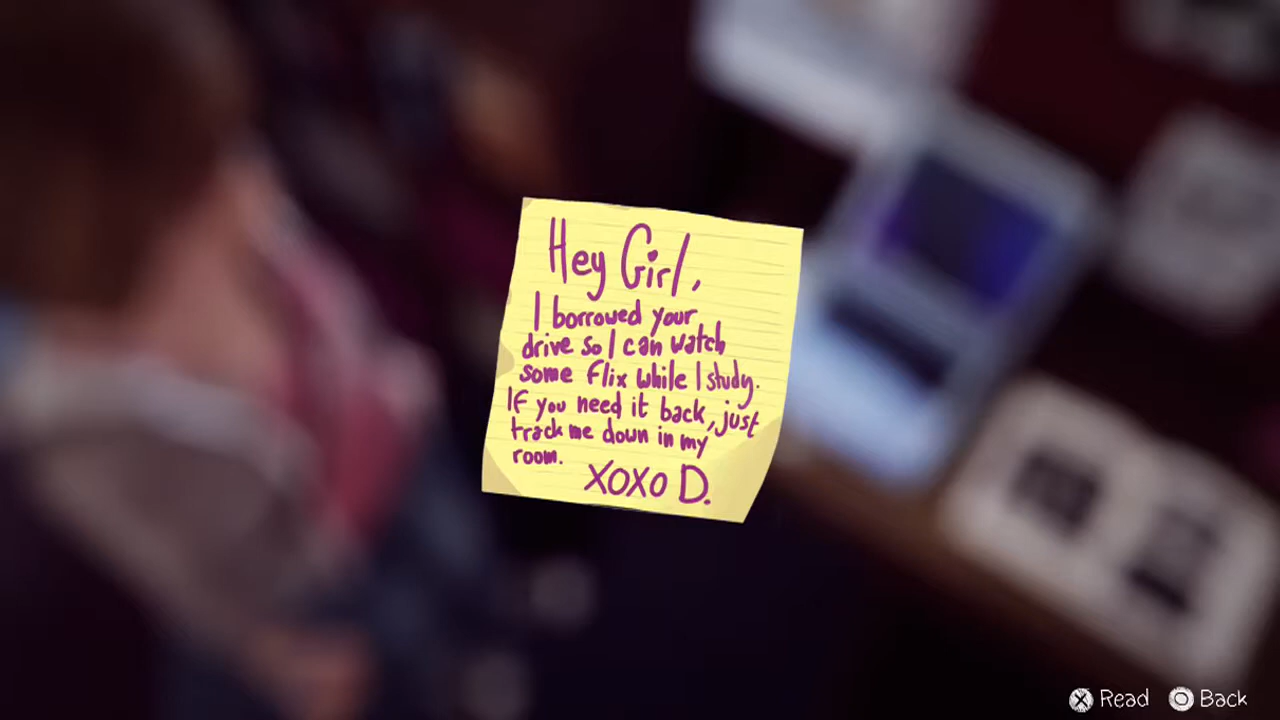 Hey Girl,
I borrowed your
drive so I can watch
some flix while I study.
If you need it back, just
track me down in my
room.
XOXO D.
Read
Back